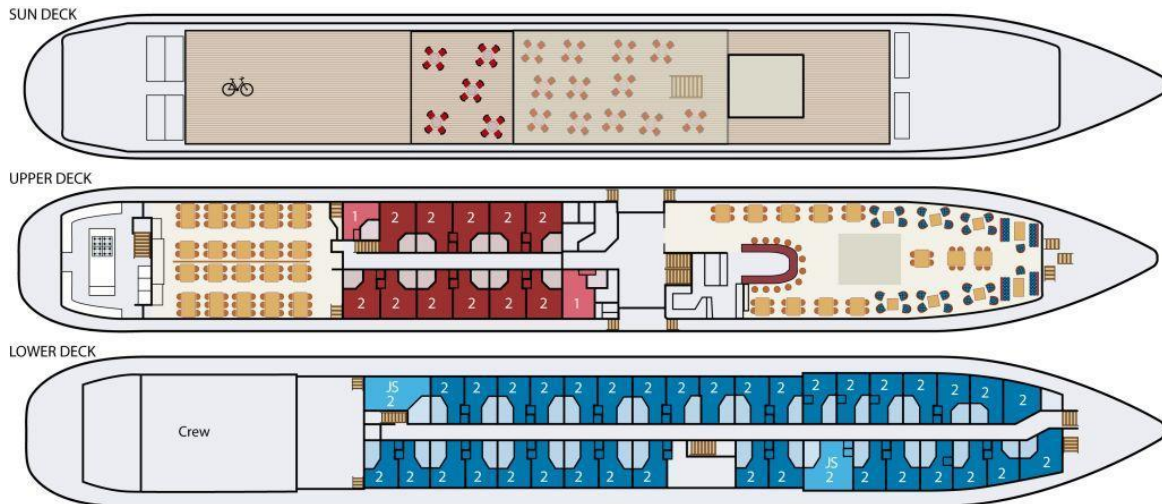 SUN DECK
UPPER DECK
1 2 2 2 2 2
2 2 2 2 2 2 1
LOWER DECK
JS 2 2 2 2 2 2 2 2 2 2 2 2 2 2 2 2 2 2
2
Crew
JS
2 2 2 2 2 2 2 2 2 2 2 2 2 2 2 2 2 2